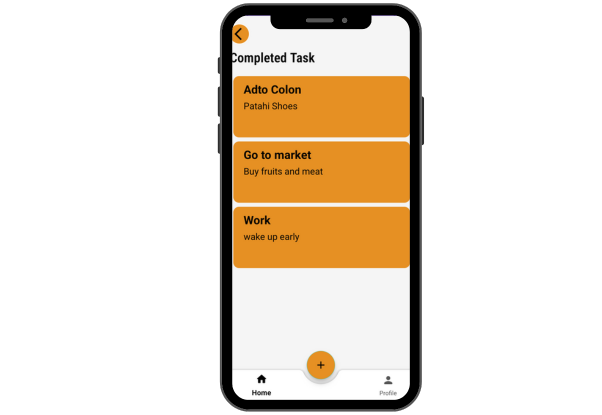 Completed Task
Adto Colon
Patahi Shoes
Go to market
Buy fruits and meat
Work
wake up early
+
Home
Profile